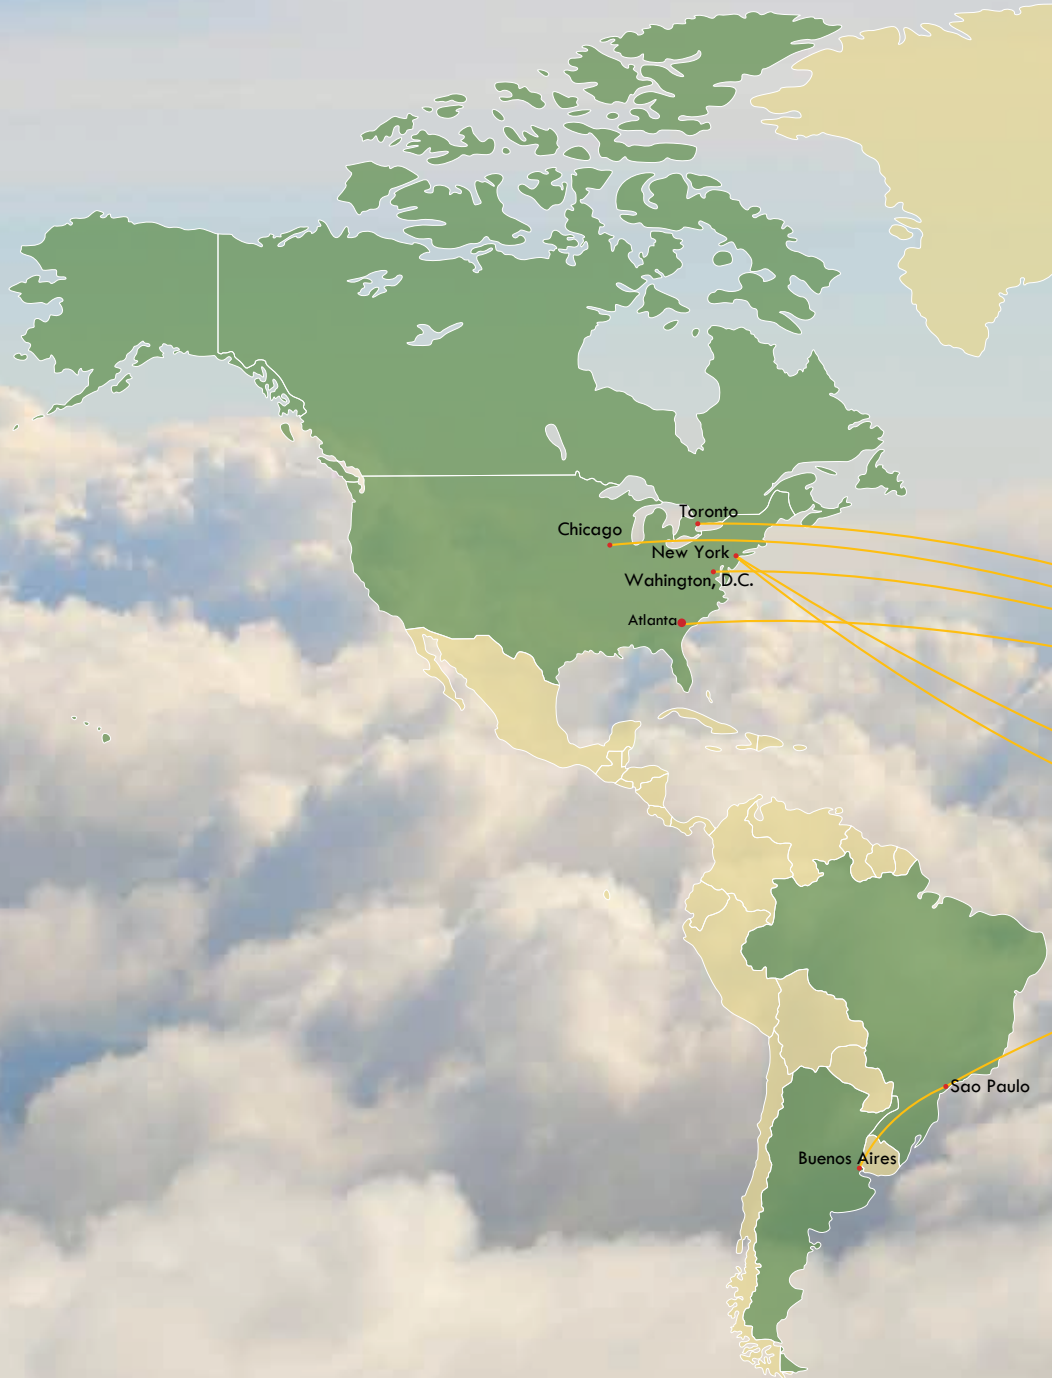 Toronto
Chicago
New York
Wahington, D.C.
Atlanta
Sao Paulo
Buenos Aires